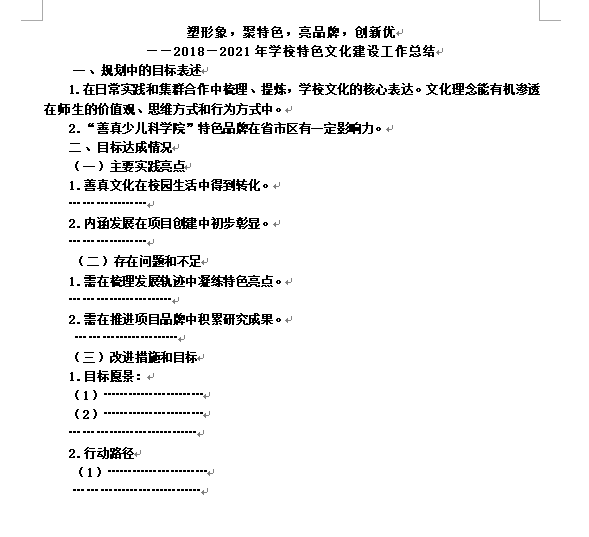 塑形象，聚特色，亮品牌，创新优
——2018—2021年学校特色文化建设工作总结
一、规划中的目标表述
1.在日常实践和集群合作中梳理、提炼，学校文化的核心表达。文化理念能有机渗透
在师生的价值观、思维方式和行为方式中。
2.“善真少儿科学院”特色品牌在省市区有一定影响力。
二、目标达成情况
（一）主要实践亮点
1.善真文化在校园生活中得到转化。
………………
2.内涵发展在项目创建中初步彰显。
………………
（二）存在问题和不足
1.需在梳理发展轨迹中凝练特色亮点。
……………………
2.需在推进项目品牌中积累研究成果。
……………………
（三）改进措施和目标
1.目标愿景：
（1）……………………
（2）……………………
…………………………
2.行动路径
（1）……………………
…………………………